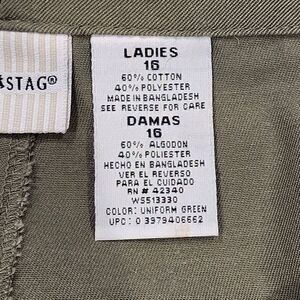 STAG®
LADIES
16
60% COTTON
40% POLYESTER
MADE IN BANGLADESH
SEE REVERSE FOR CARE
DAMAS
16
60% ALGODON
40% POLIESTER
HECHO EN BANGLADESH
VER EL REVERSO
PARA EL CUIDADO
RN # 42340
WS513330
COLOR: UNIFORM GREEN
UPC: 0 3979406662